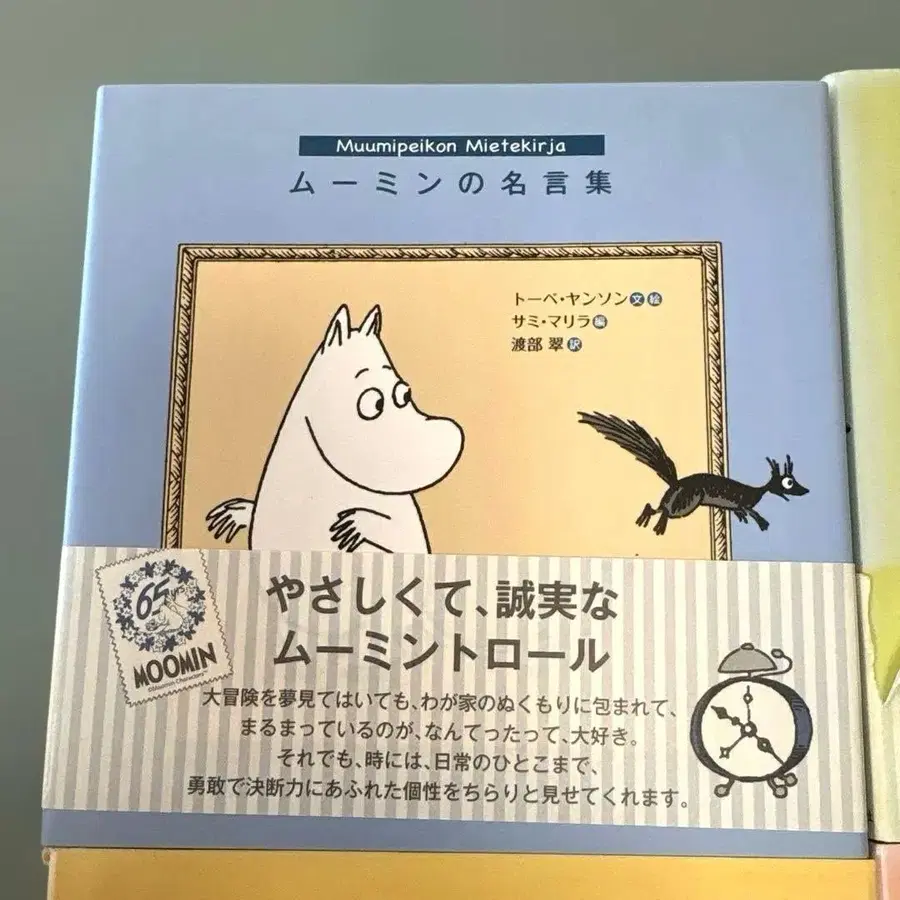 Muumipeikon Mietekirja
ムーミンの名言集
トーベ・ヤンソン文絵
サミ・マリラ編
渡部 翠訳
65
MOOMIN
©Moomin Characters™
やさしくて、誠実な
ムーミントロール
大冒険を夢見てはいても、わが家のぬくもりに包まれて、
まるまっているのが、なんてったって、大好き。
それでも、時には、日常のひとこまで、
勇敢で決断力にあふれた個性をちらりと見せてくれます。